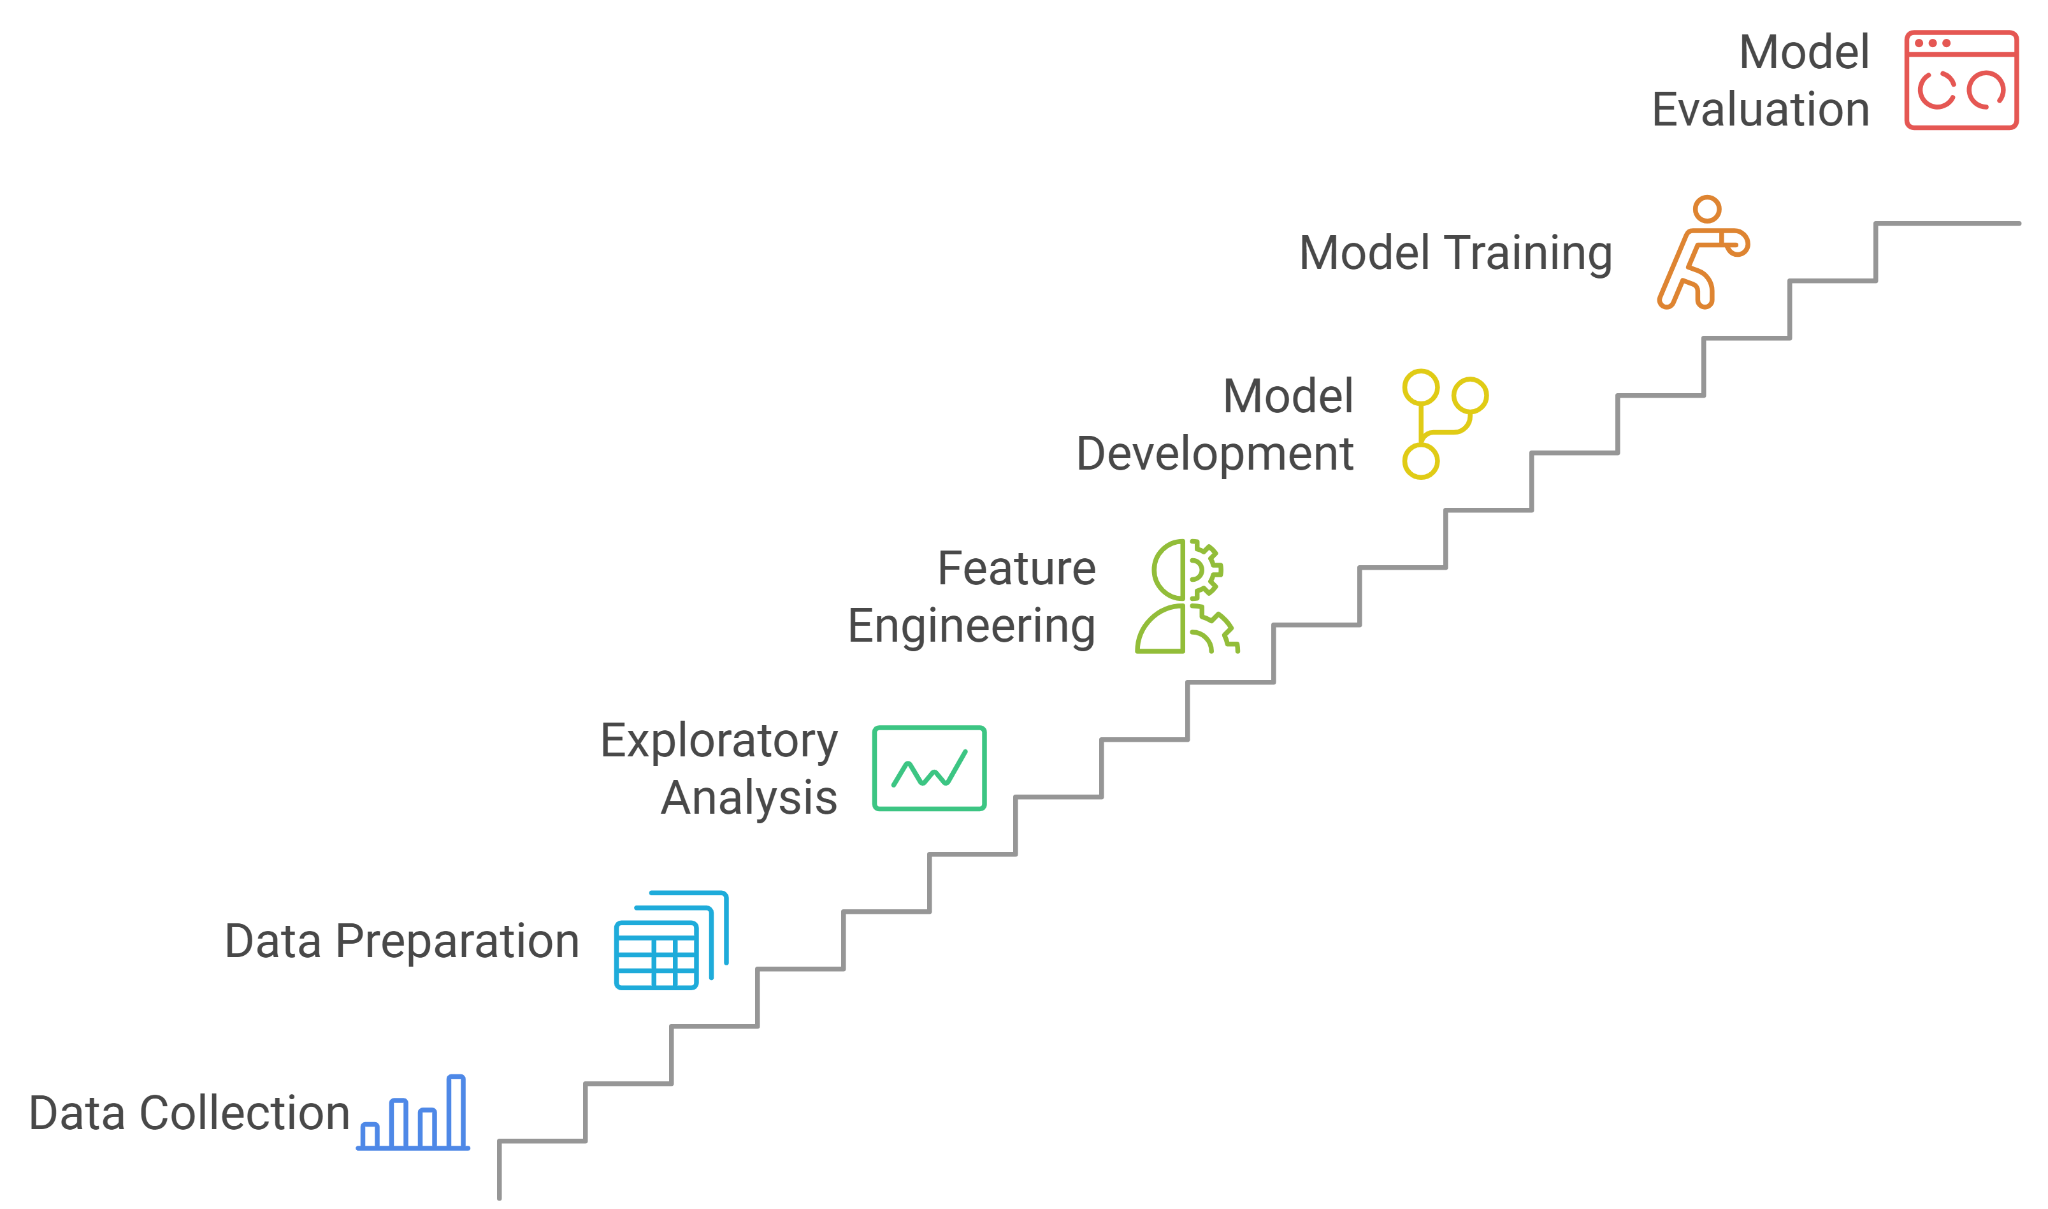 Model
Evaluation
Model Training
Model
Development
Feature
Engineering
Exploratory
Analysis
Data Preparation
Data Collection